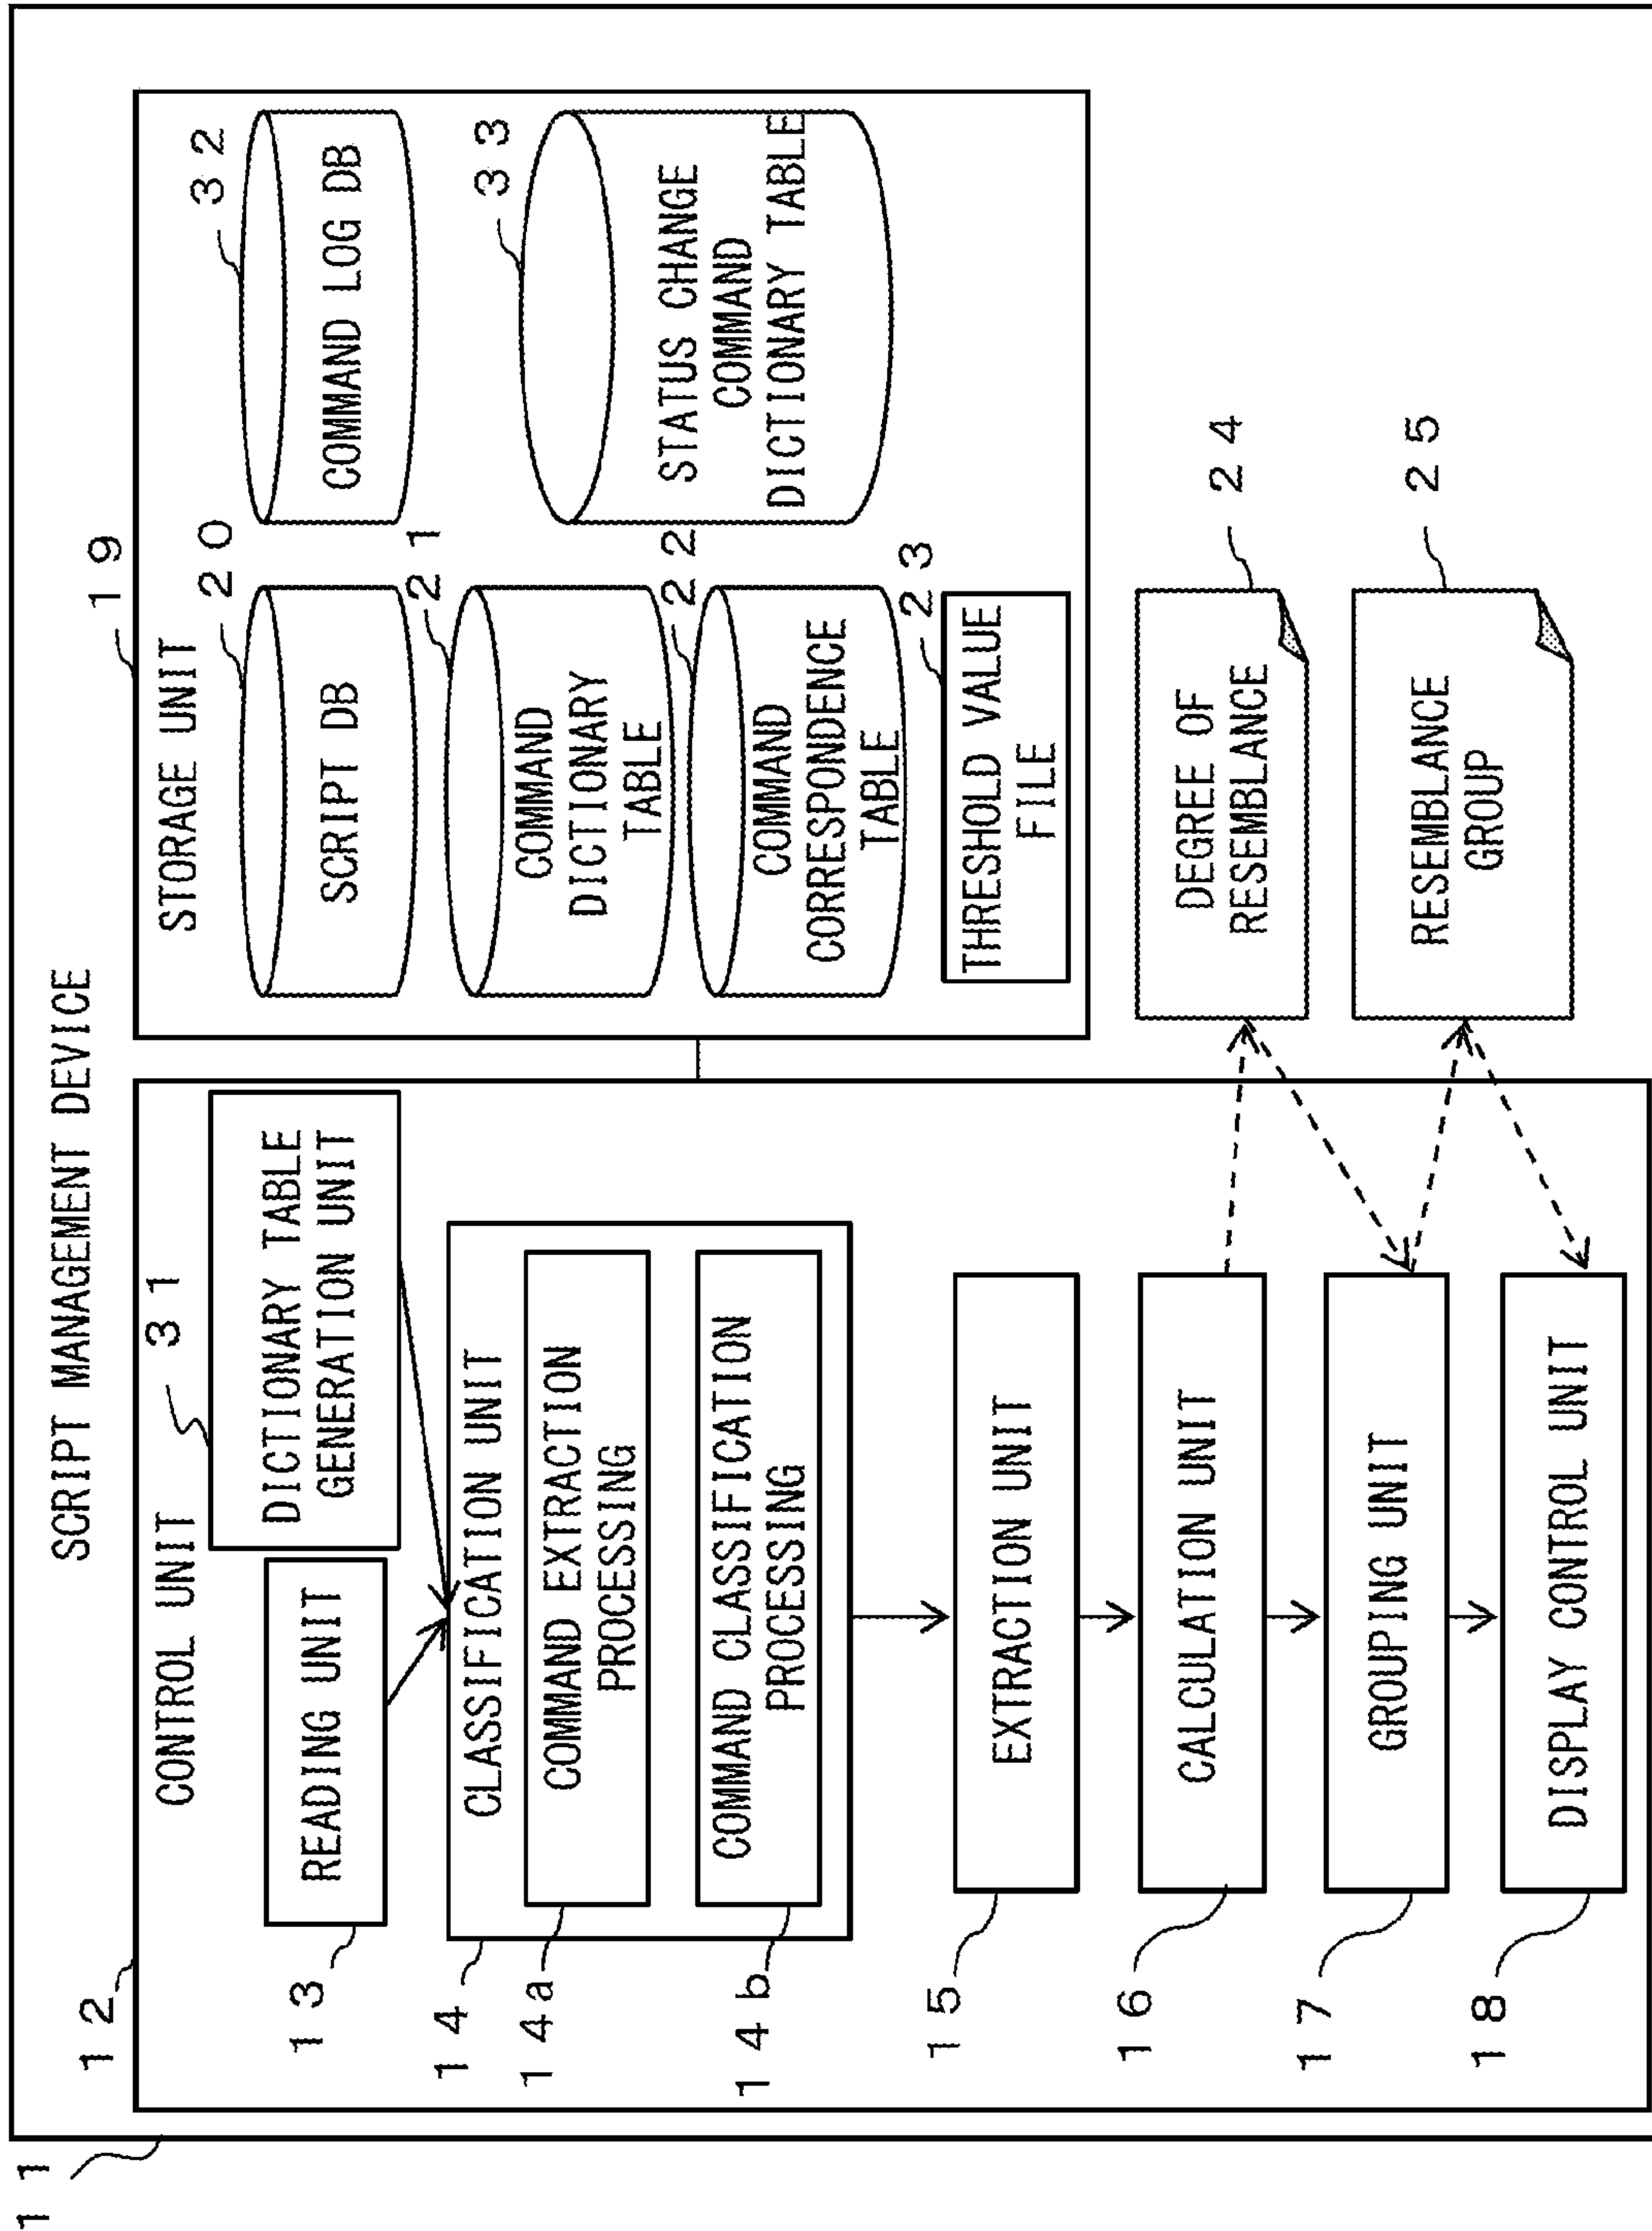 11
SCRIPT MANAGEMENT DEVICE
12
CONTROL UNIT
31
DICTIONARY TABLE
GENERATION UNIT
13
READING UNIT
14
CLASSIFICATION UNIT
14a
COMMAND EXTRACTION
PROCESSING
14b
COMMAND CLASSIFICATION
PROCESSING
15
EXTRACTION UNIT
16
CALCULATION UNIT
17
GROUPING UNIT
18
DISPLAY CONTROL UNIT
19
STORAGE UNIT
20
SCRIPT DB
21
COMMAND
DICTIONARY
TABLE
22
COMMAND
CORRESPONDENCE
TABLE
23
THRESHOLD VALUE
FILE
32
COMMAND LOG DB
33
STATUS CHANGE
COMMAND
DICTIONARY TABLE
24
DEGREE OF
RESEMBLANCE
25
RESEMBLANCE
GROUP